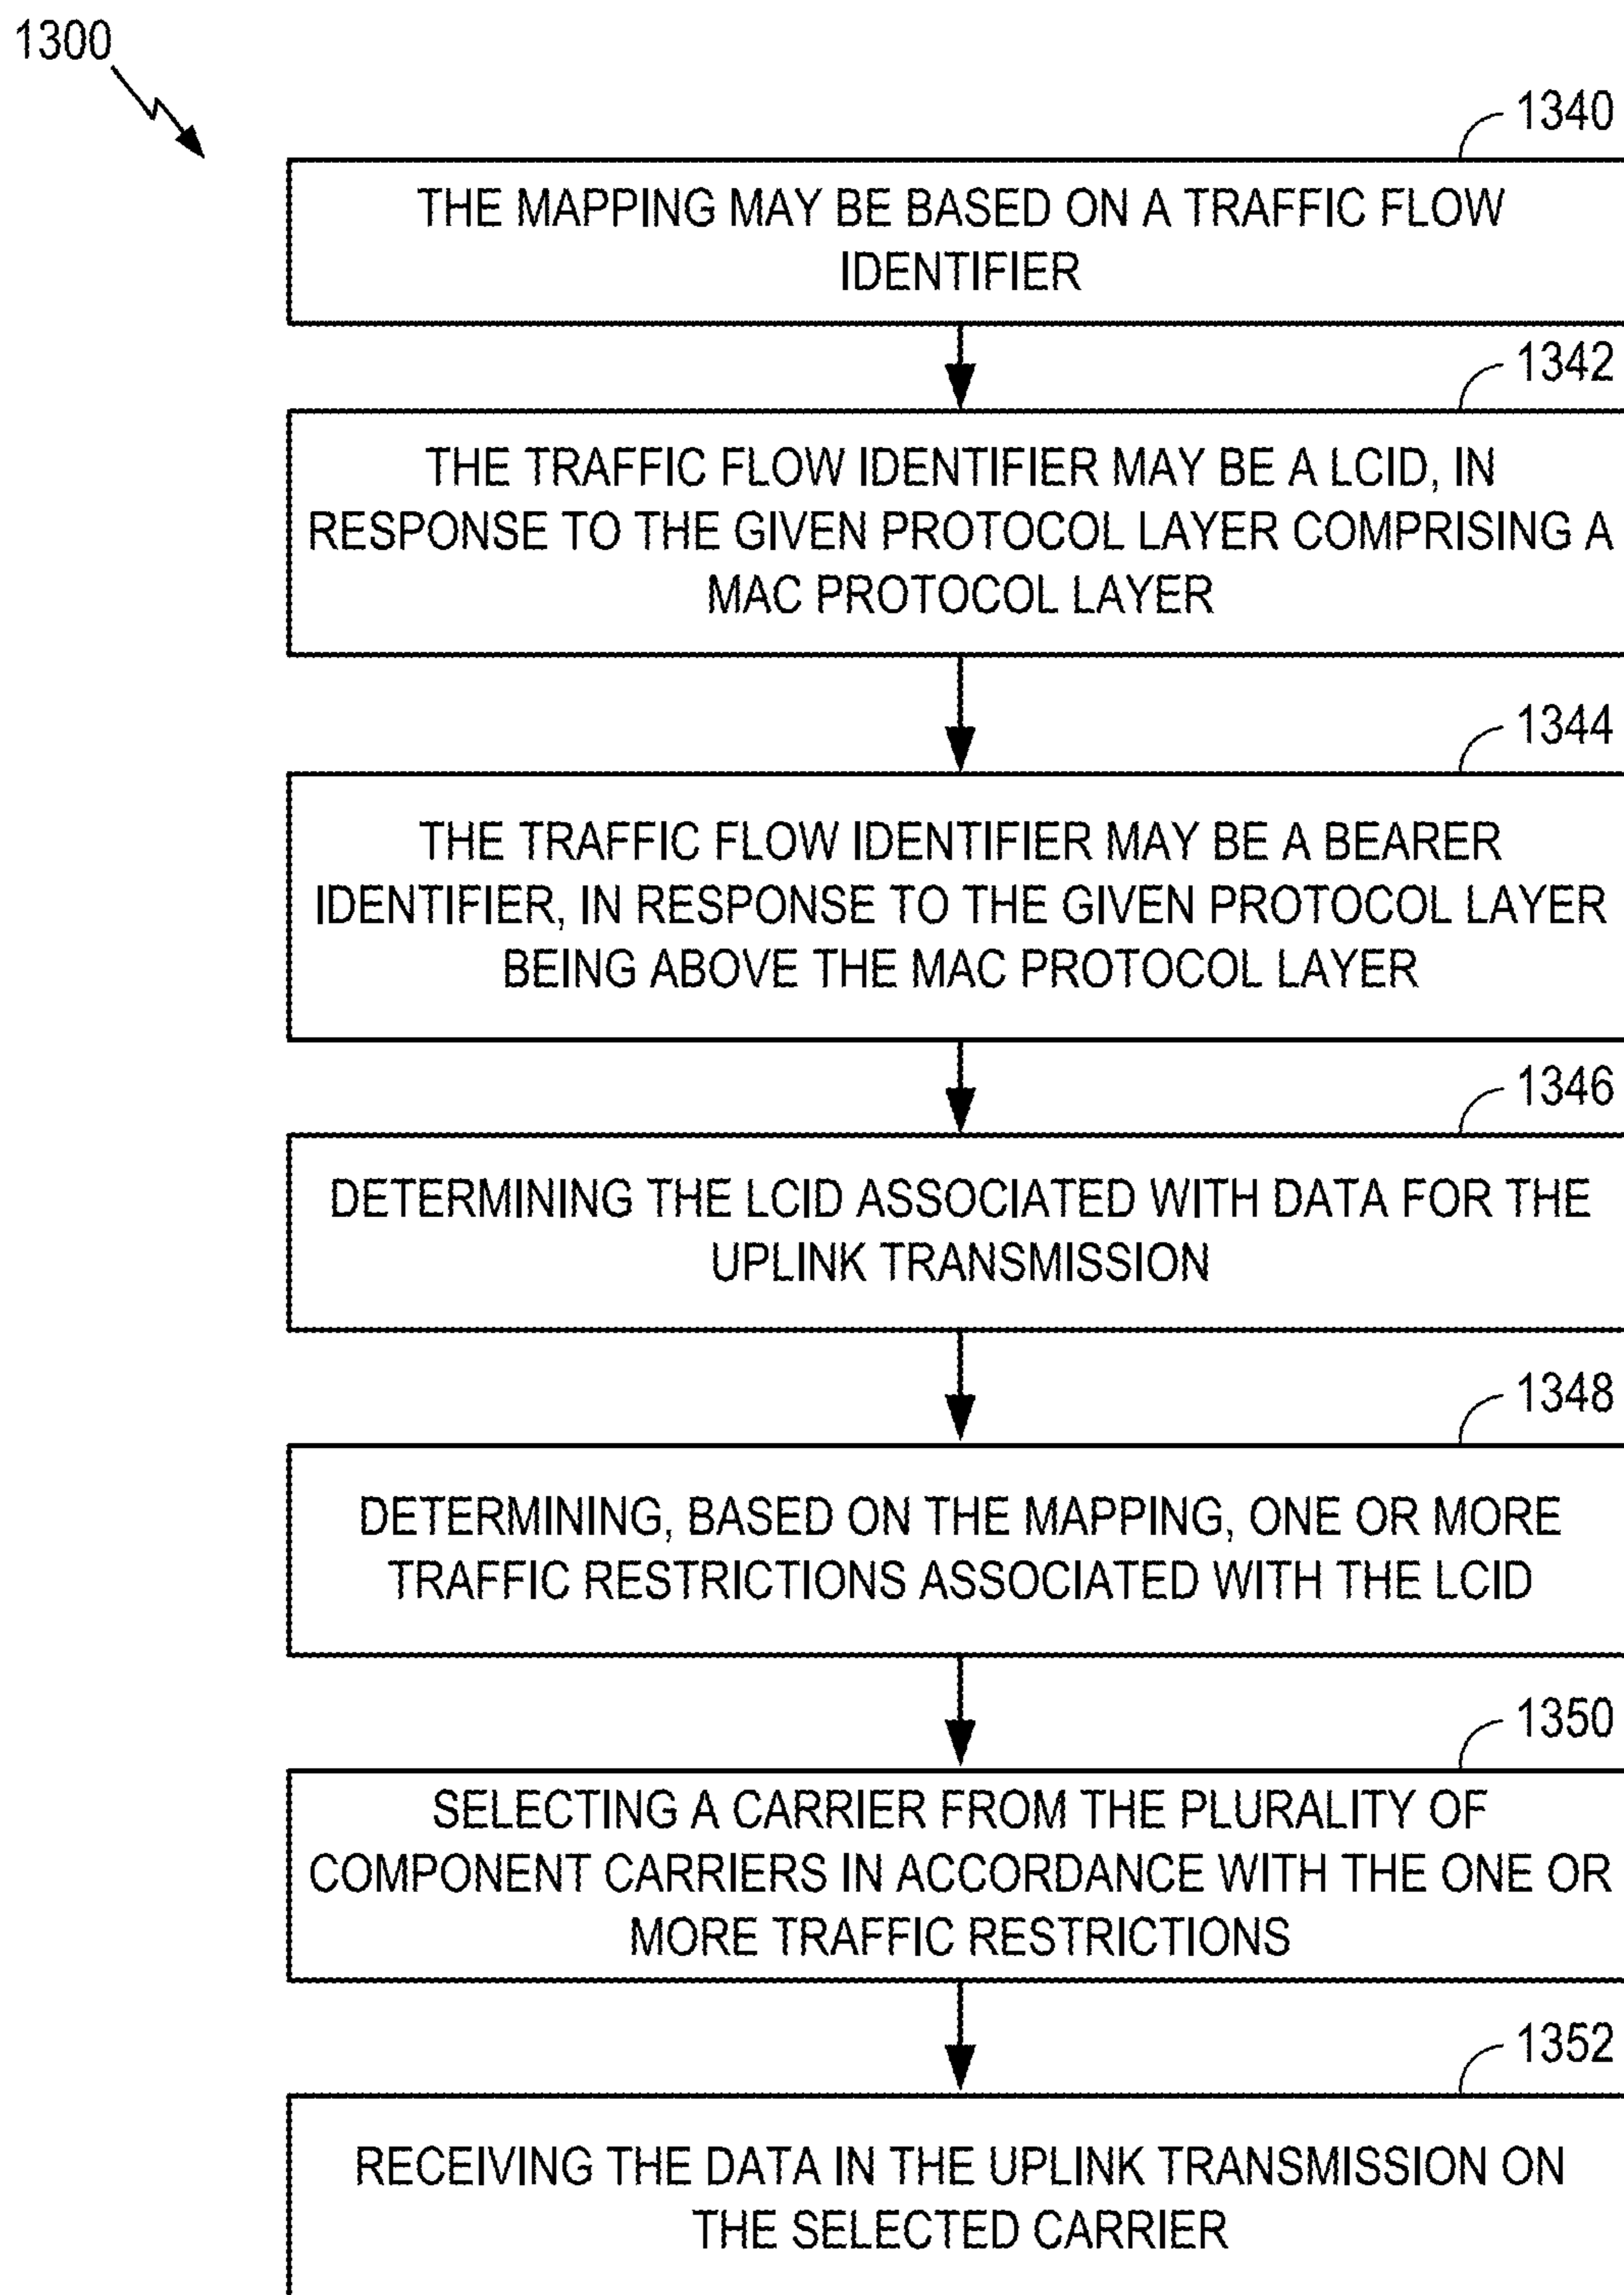 1300
1340
THE MAPPING MAY BE BASED ON A TRAFFIC FLOW
IDENTIFIER
1342
THE TRAFFIC FLOW IDENTIFIER MAY BE A LCID, IN
RESPONSE TO THE GIVEN PROTOCOL LAYER COMPRISING A
MAC PROTOCOL LAYER
1344
THE TRAFFIC FLOW IDENTIFIER MAY BE A BEARER
IDENTIFIER, IN RESPONSE TO THE GIVEN PROTOCOL LAYER
BEING ABOVE THE MAC PROTOCOL LAYER
1346
DETERMINING THE LCID ASSOCIATED WITH DATA FOR THE
UPLINK TRANSMISSION
1348
DETERMINING, BASED ON THE MAPPING, ONE OR MORE
TRAFFIC RESTRICTIONS ASSOCIATED WITH THE LCID
1350
SELECTING A CARRIER FROM THE PLURALITY OF
COMPONENT CARRIERS IN ACCORDANCE WITH THE ONE OR
MORE TRAFFIC RESTRICTIONS
1352
RECEIVING THE DATA IN THE UPLINK TRANSMISSION ON
THE SELECTED CARRIER